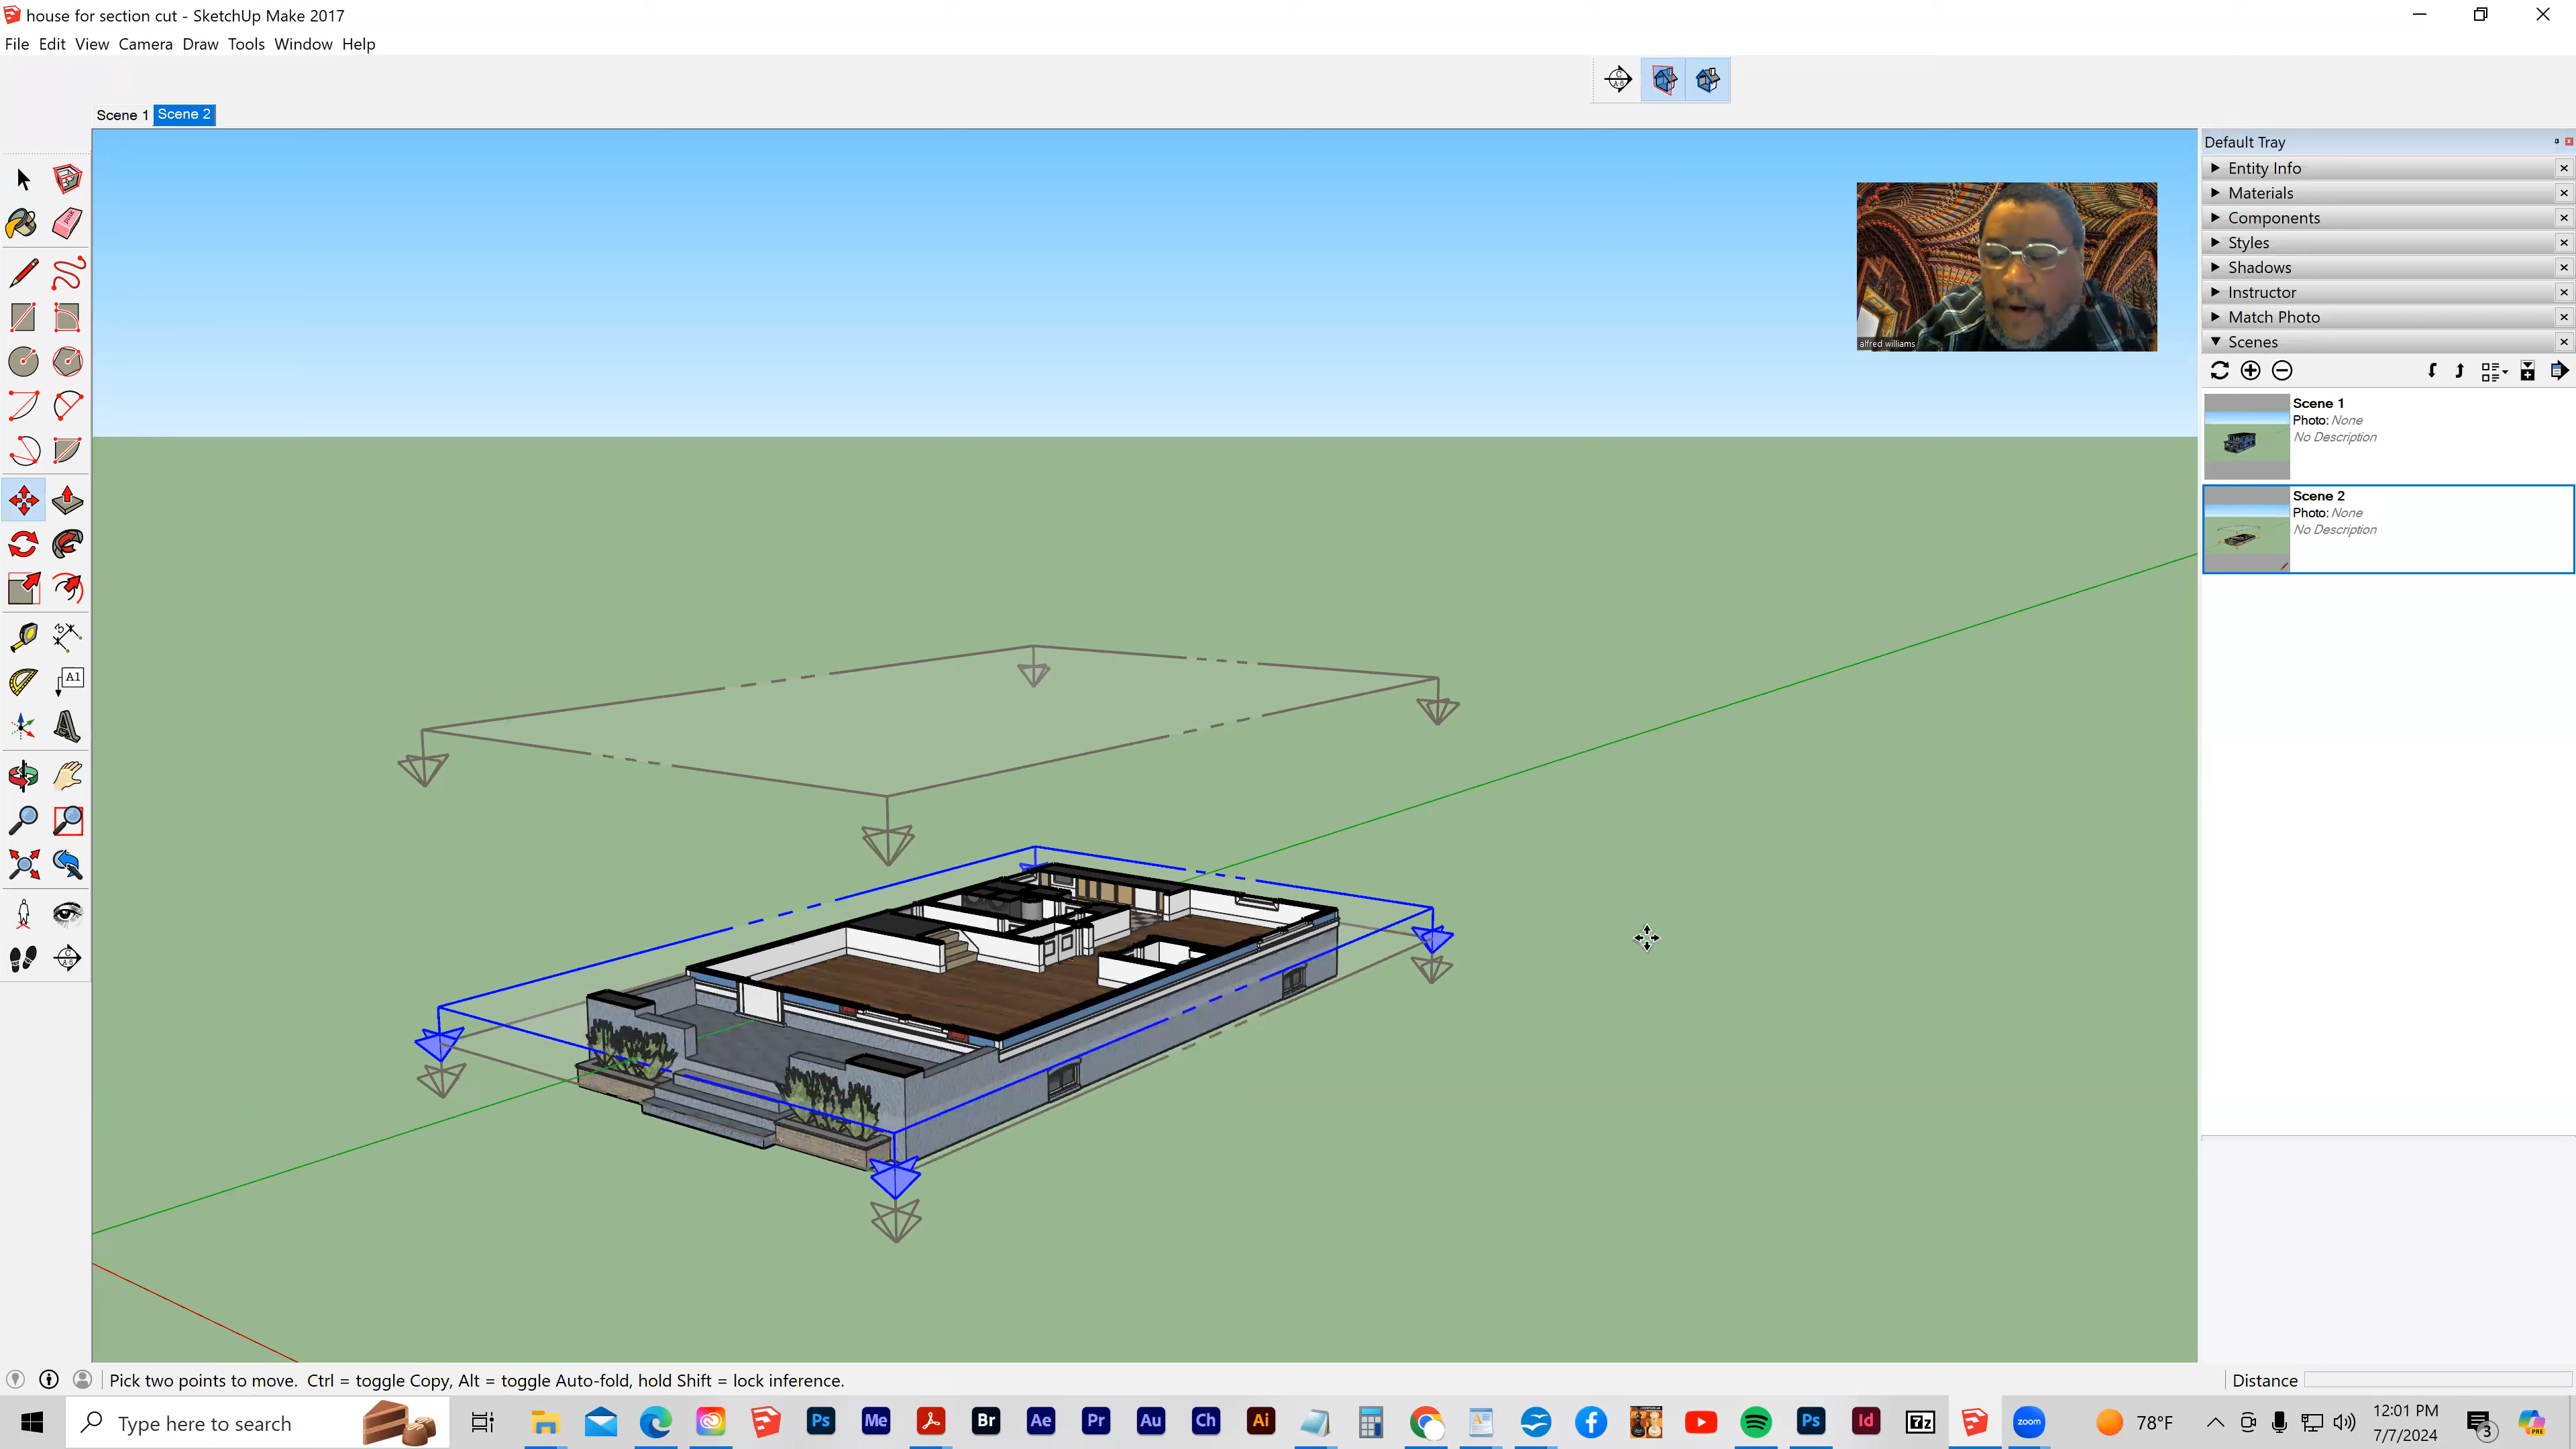 house for section cut - SketchUp Make 2017
File Edit View Camera Draw Tools Window Help
Scene 1 Scene 2
Default Tray
Entity Info
Materials
Components
Styles
Shadows
Instructor
Match Photo
Scenes
Scene 1
Photo: None
No Description
Scene 2
Photo: None
No Description
alfred williams
A1
Pick two points to move. Ctrl = toggle Copy, Alt = toggle Auto-fold, hold Shift = lock inference.
Distance
Type here to search
Ps
Me
Br
Ae
Pr
Au
Ch
Ai
Ps
Id
7z
zoom
78°F
12:01 PM
7/7/2024
3
PRE